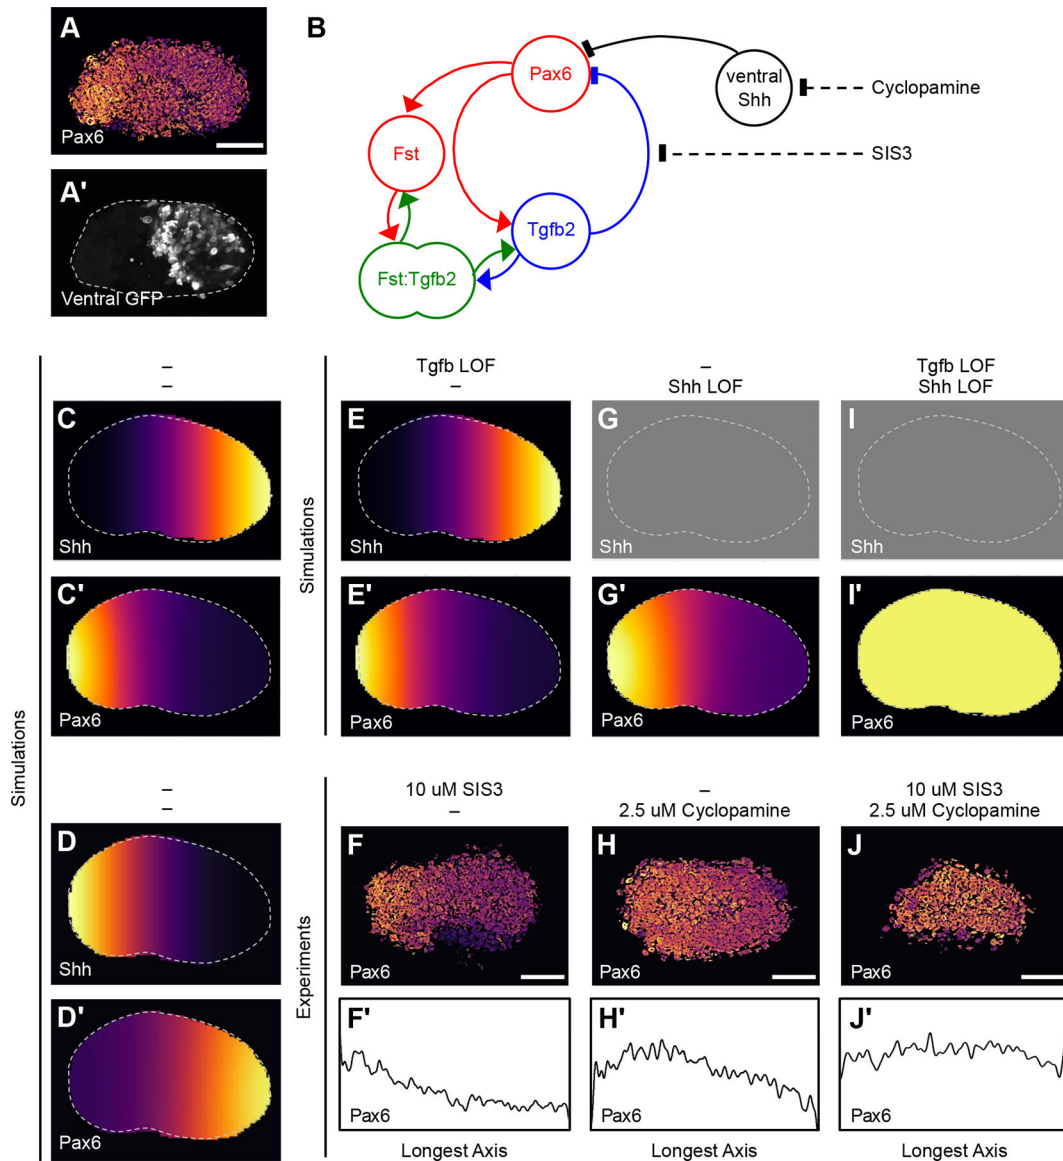 A
Pax6
A'
Ventral GFP
B
Pax6
ventral
Shh
Cyclopamine
Fst
SIS3
Tgfb2
Fst:Tgfb2
Simulations
–
–
C
Shh
C'
Pax6
–
–
D
Shh
D'
Pax6
Simulations
Tgfb LOF
–
–
Shh LOF
Tgfb LOF
Shh LOF
E
Shh
G
Shh
I
Shh
E'
Pax6
G'
Pax6
I'
Pax6
Experiments
10 uM SIS3
–
–
2.5 uM Cyclopamine
10 uM SIS3
2.5 uM Cyclopamine
F
Pax6
H
Pax6
J
Pax6
F'
Pax6
H'
Pax6
J'
Pax6
Longest Axis
Longest Axis
Longest Axis